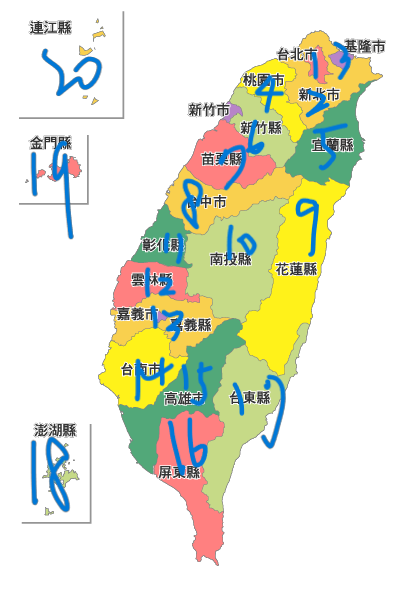 連江縣
20
基隆市
台北市
1
3
桃園市
4
新北市
2
金門縣
19
新竹市
新竹縣
6
宜蘭縣
5
苗栗縣
7
台中市
8
9
彰化縣
11
南投縣
10
花蓮縣
雲林縣
12
嘉義市
13
嘉義縣
台南市
14
高雄市
15
台東縣
17
澎湖縣
18
屏東縣
16